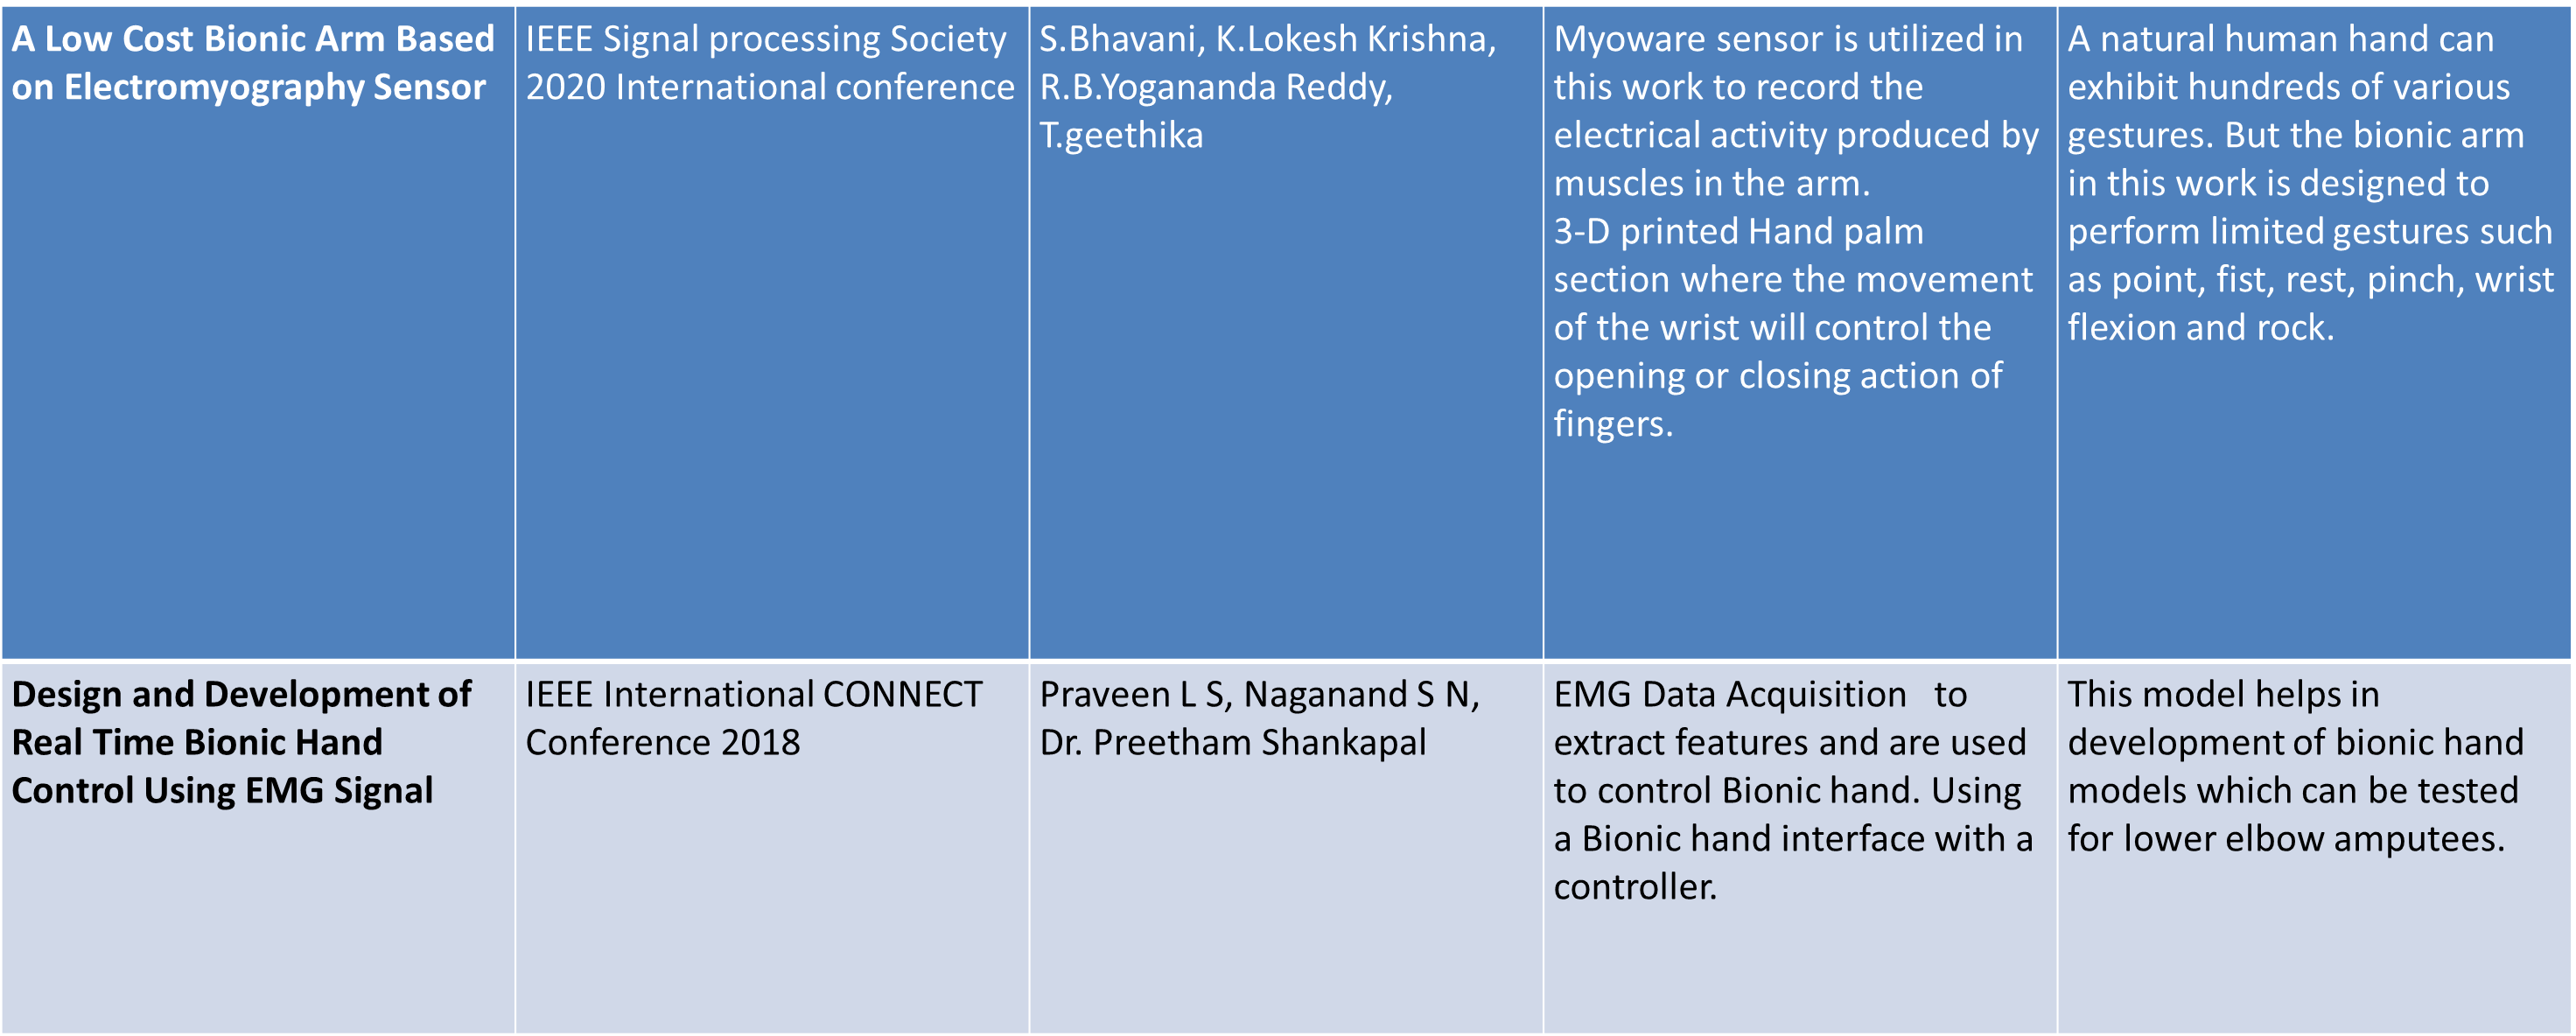 A Low Cost Bionic Arm Based
on Electromyography Sensor
IEEE Signal processing Society
2020 International conference
S.Bhavani, K.Lokesh Krishna,
R.B.Yogananda Reddy,
T.geethika
Myoware sensor is utilized in
this work to record the
electrical activity produced by
muscles in the arm.
3-D printed Hand palm
section where the movement
of the wrist will control the
opening or closing action of
fingers.
A natural human hand can
exhibit hundreds of various
gestures. But the bionic arm
in this work is designed to
perform limited gestures such
as point, fist, rest, pinch, wrist
flexion and rock.
Design and Development of
Real Time Bionic Hand
Control Using EMG Signal
IEEE International CONNECT
Conference 2018
Praveen L S, Naganand S N,
Dr. Preetham Shankapal
EMG Data Acquisition   to
extract features and are used
to control Bionic hand. Using
a Bionic hand interface with a
controller.
This model helps in
development of bionic hand
models which can be tested
for lower elbow amputees.